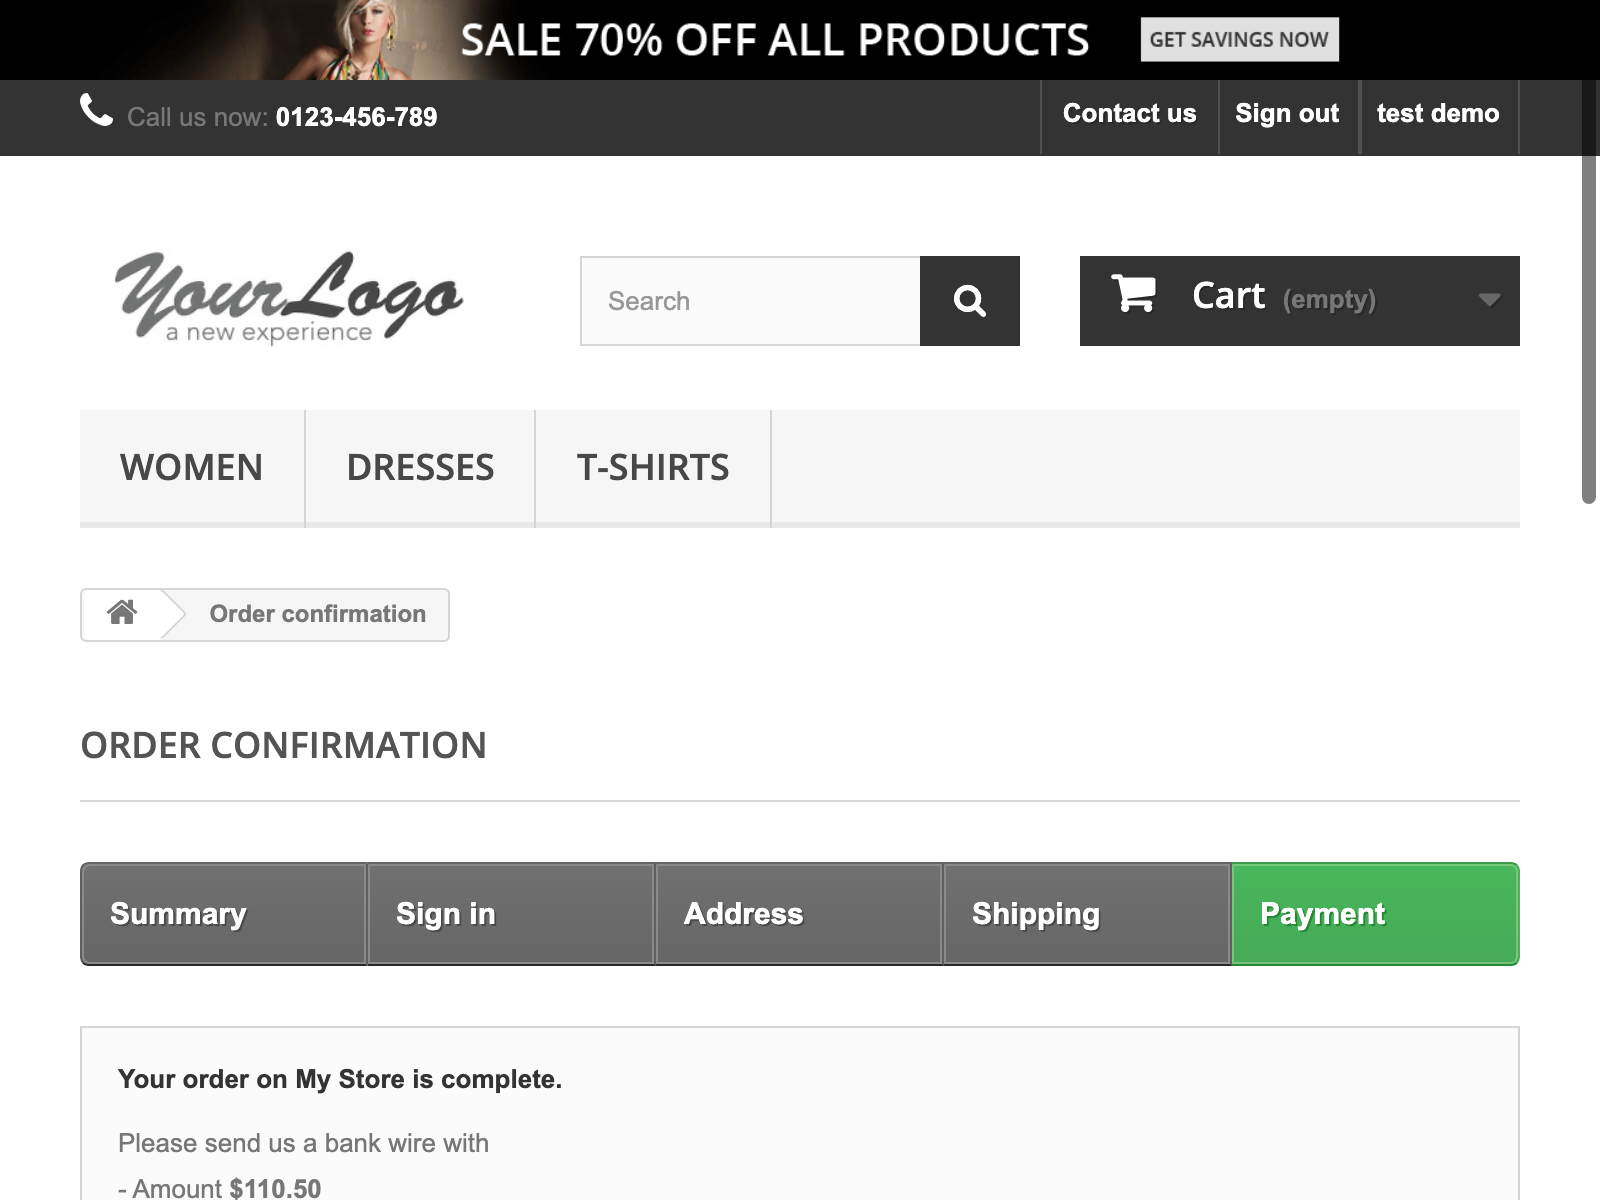 SALE 70% OFF ALL PRODUCTS GET SAVINGS NOW
Call us now: 0123-456-789 Contact us Sign out test demo
Your Logo
a new experience
Search
Cart (empty)
WOMEN DRESSES T-SHIRTS
Order confirmation
ORDER CONFIRMATION
Summary Sign in Address Shipping Payment
Your order on My Store is complete.
Please send us a bank wire with
- Amount $110.50